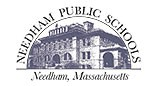 NEEDHAM PUBLIC SCHOOLS
Needham, Massachusetts